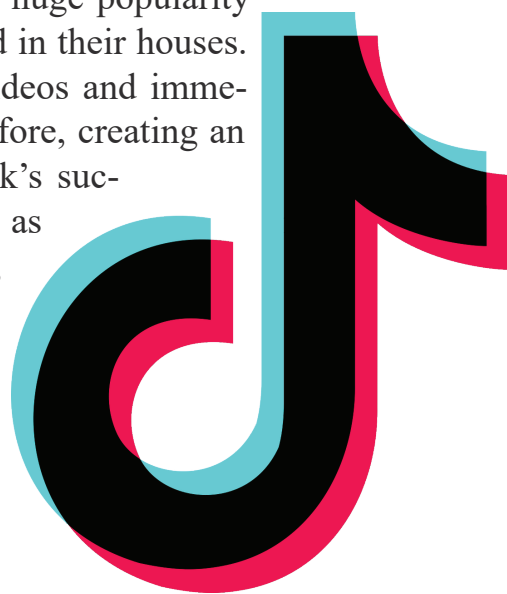 huge popularity
d in their houses.
deos and imme-
fore, creating an
k’s suc-
as